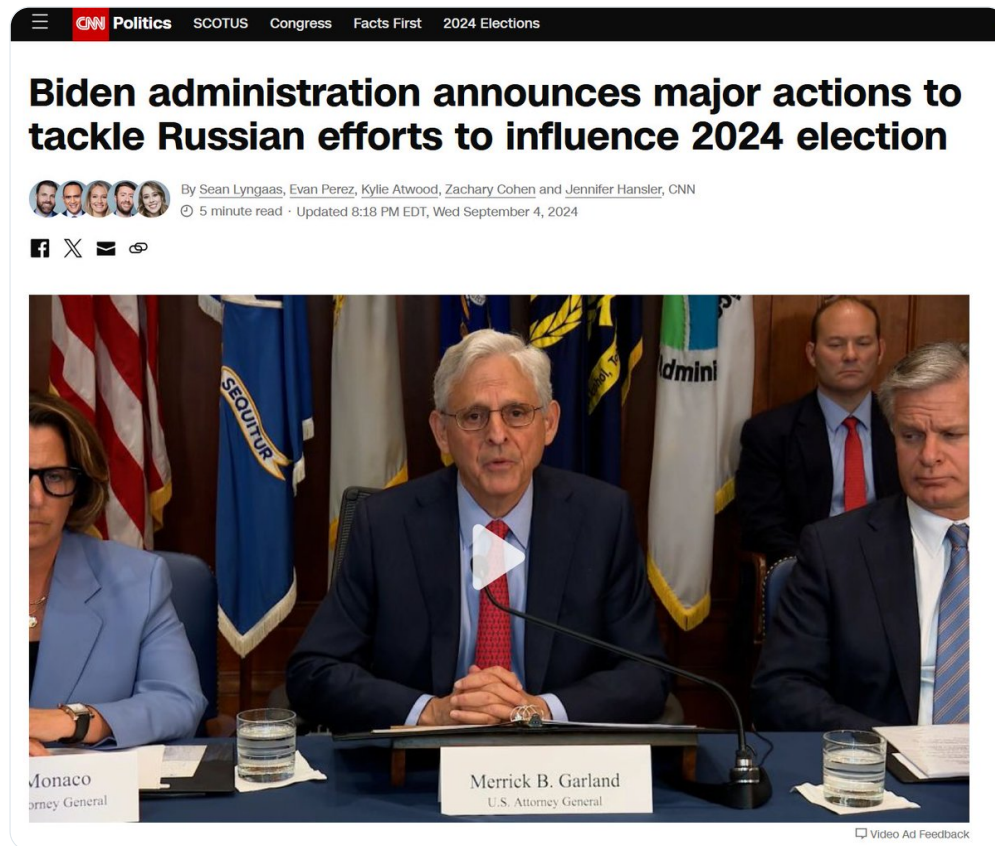 CNN Politics SCOTUS Congress Facts First 2024 Elections
Biden administration announces major actions to
tackle Russian efforts to influence 2024 election
By Sean Lyngaas, Evan Perez, Kylie Atwood, Zachary Cohen and Jennifer Hansler, CNN
5 minute read · Updated 8:18 PM EDT, Wed September 4, 2024
SEQUITUR
dmini
Monaco
orney General
Merrick B. Garland
U.S. Attorney General
Video Ad Feedback